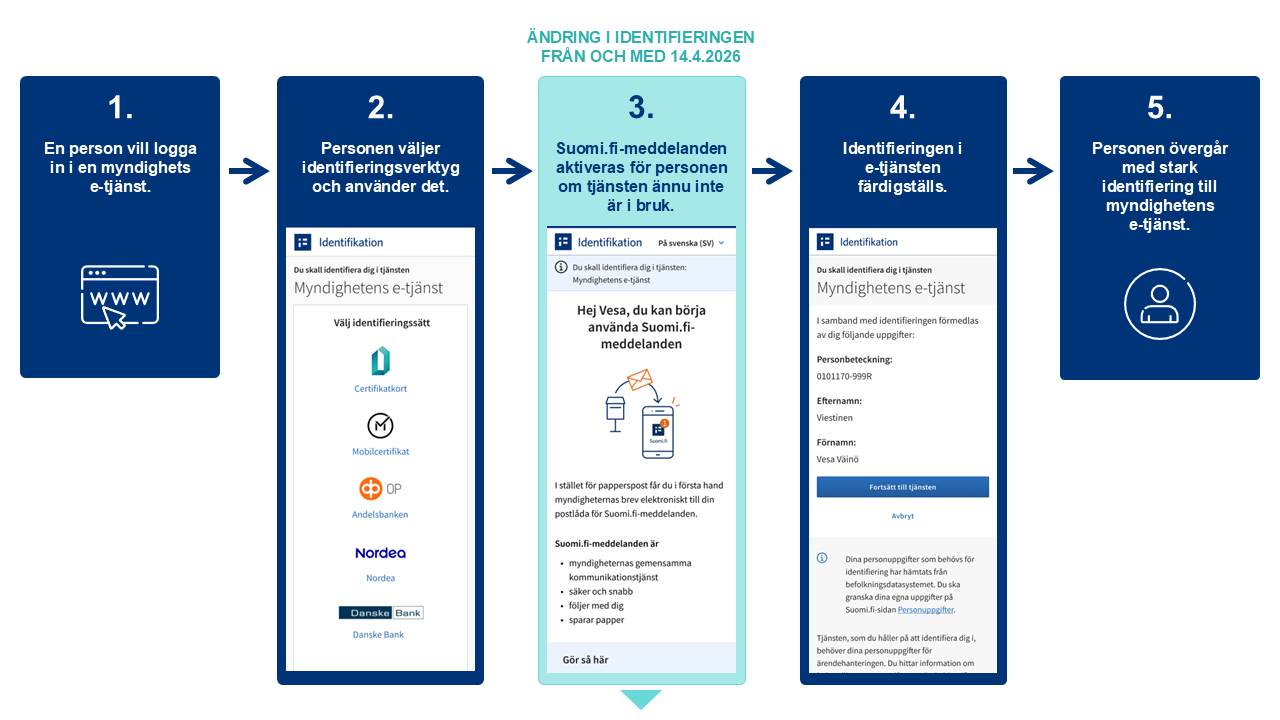 ÄNDRING I IDENTIFIERINGEN
FRÅN OCH MED 14.4.2026
1.
En person vill logga
in i en myndighets
e-tjänst.
WWW
2.
Personen väljer
identifieringsverktyg
och använder det.
Identifikation
Du skall identifiera dig i tjänsten
Myndighetens e-tjänst
Välj identifieringssätt
Certifikatkort
Mobilcertifikat
OP
Andelsbanken
Nordea
Nordea
Danske Bank
Danske Bank
3.
Suomi.fi-meddelanden
aktiveras för personen
om tjänsten ännu inte
är i bruk.
Identifikation På svenska (SV)
Du skall identifiera dig i tjänsten:
Myndighetens e-tjänst
Hej Vesa, du kan börja
använda Suomi.fi-
meddelanden
1
Suomi.fi
I stället för papperspost får du i första hand
myndigheternas brev elektroniskt till din
postlåda för Suomi.fi-meddelanden.
Suomi.fi-meddelanden är
• myndigheternas gemensamma
kommunikationstjänst
• säker och snabb
• följer med dig
• sparar papper
Gör så här
4.
Identifieringen i
e-tjänsten
färdigställs.
Identifikation
Du skall identifiera dig i tjänsten
Myndighetens e-tjänst
I samband med identifieringen förmedlas
av dig följande uppgifter:
Personbeteckning:
0101170-999R
Efternamn:
Viestinen
Förnamn:
Vesa Väinö
Fortsätt till tjänsten
Avbryt
Dina personuppgifter som behövs för
identifiering har hämtats från
befolkningsdatasystemet. Du ska
granska dina egna uppgifter på
Suomi.fi-sidan Personuppgifter.
Tjänsten, som du håller på att identifiera dig i,
behöver dina personuppgifter för
ärendehanteringen. Du hittar information om
5.
Personen övergår
med stark
identifiering till
myndighetens
e-tjänst.